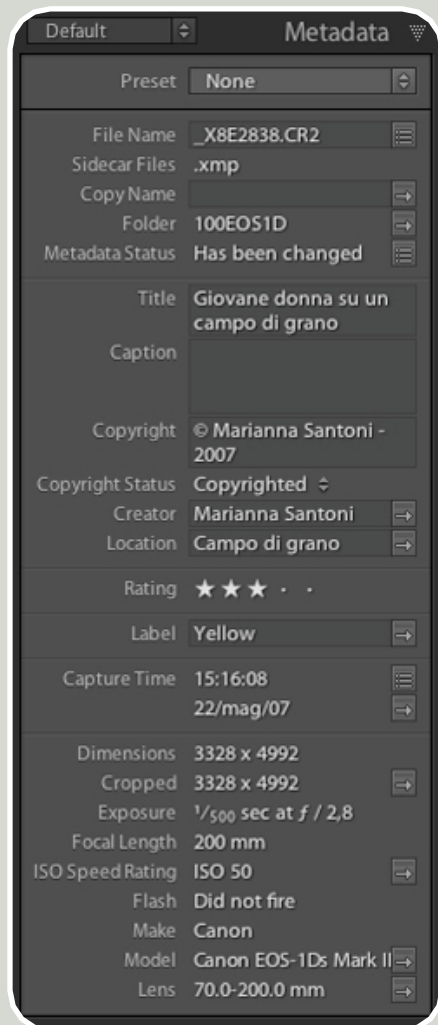 Default Metadata
Preset None
File Name _X8E2838.CR2
Sidecar Files .xmp
Copy Name
Folder 100EOS1D
Metadata Status Has been changed
Title Giovane donna su un
campo di grano
Caption
Copyright © Marianna Santoni -
2007
Copyright Status Copyrighted
Creator Marianna Santoni
Location Campo di grano
Rating ★ ★ ★ · ·
Label Yellow
Capture Time 15:16:08
22/mag/07
Dimensions 3328 x 4992
Cropped 3328 x 4992
Exposure 1/500 sec at ƒ / 2,8
Focal Length 200 mm
ISO Speed Rating ISO 50
Flash Did not fire
Make Canon
Model Canon EOS-1Ds Mark II
Lens 70.0-200.0 mm